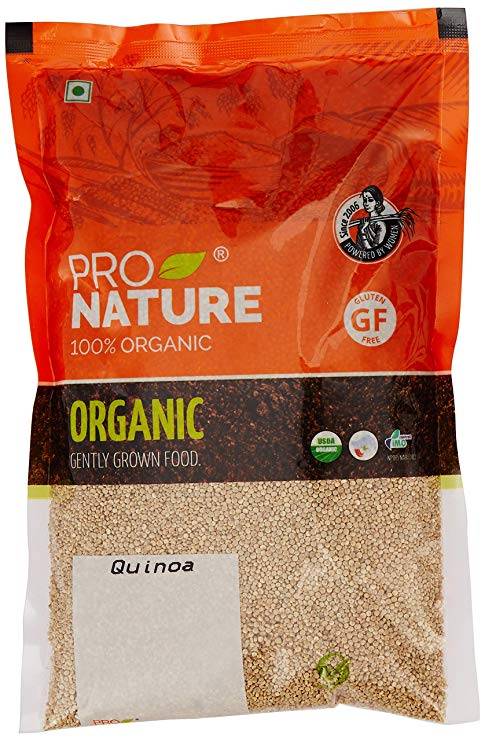 Since 2006
POWERED BY WOMEN
PRO
NATURE
®
100% ORGANIC
GLUTEN
GF
FREE
ORGANIC
GENTLY GROWN FOOD.
USDA
ORGANIC
IMO
Quinoa
PRO